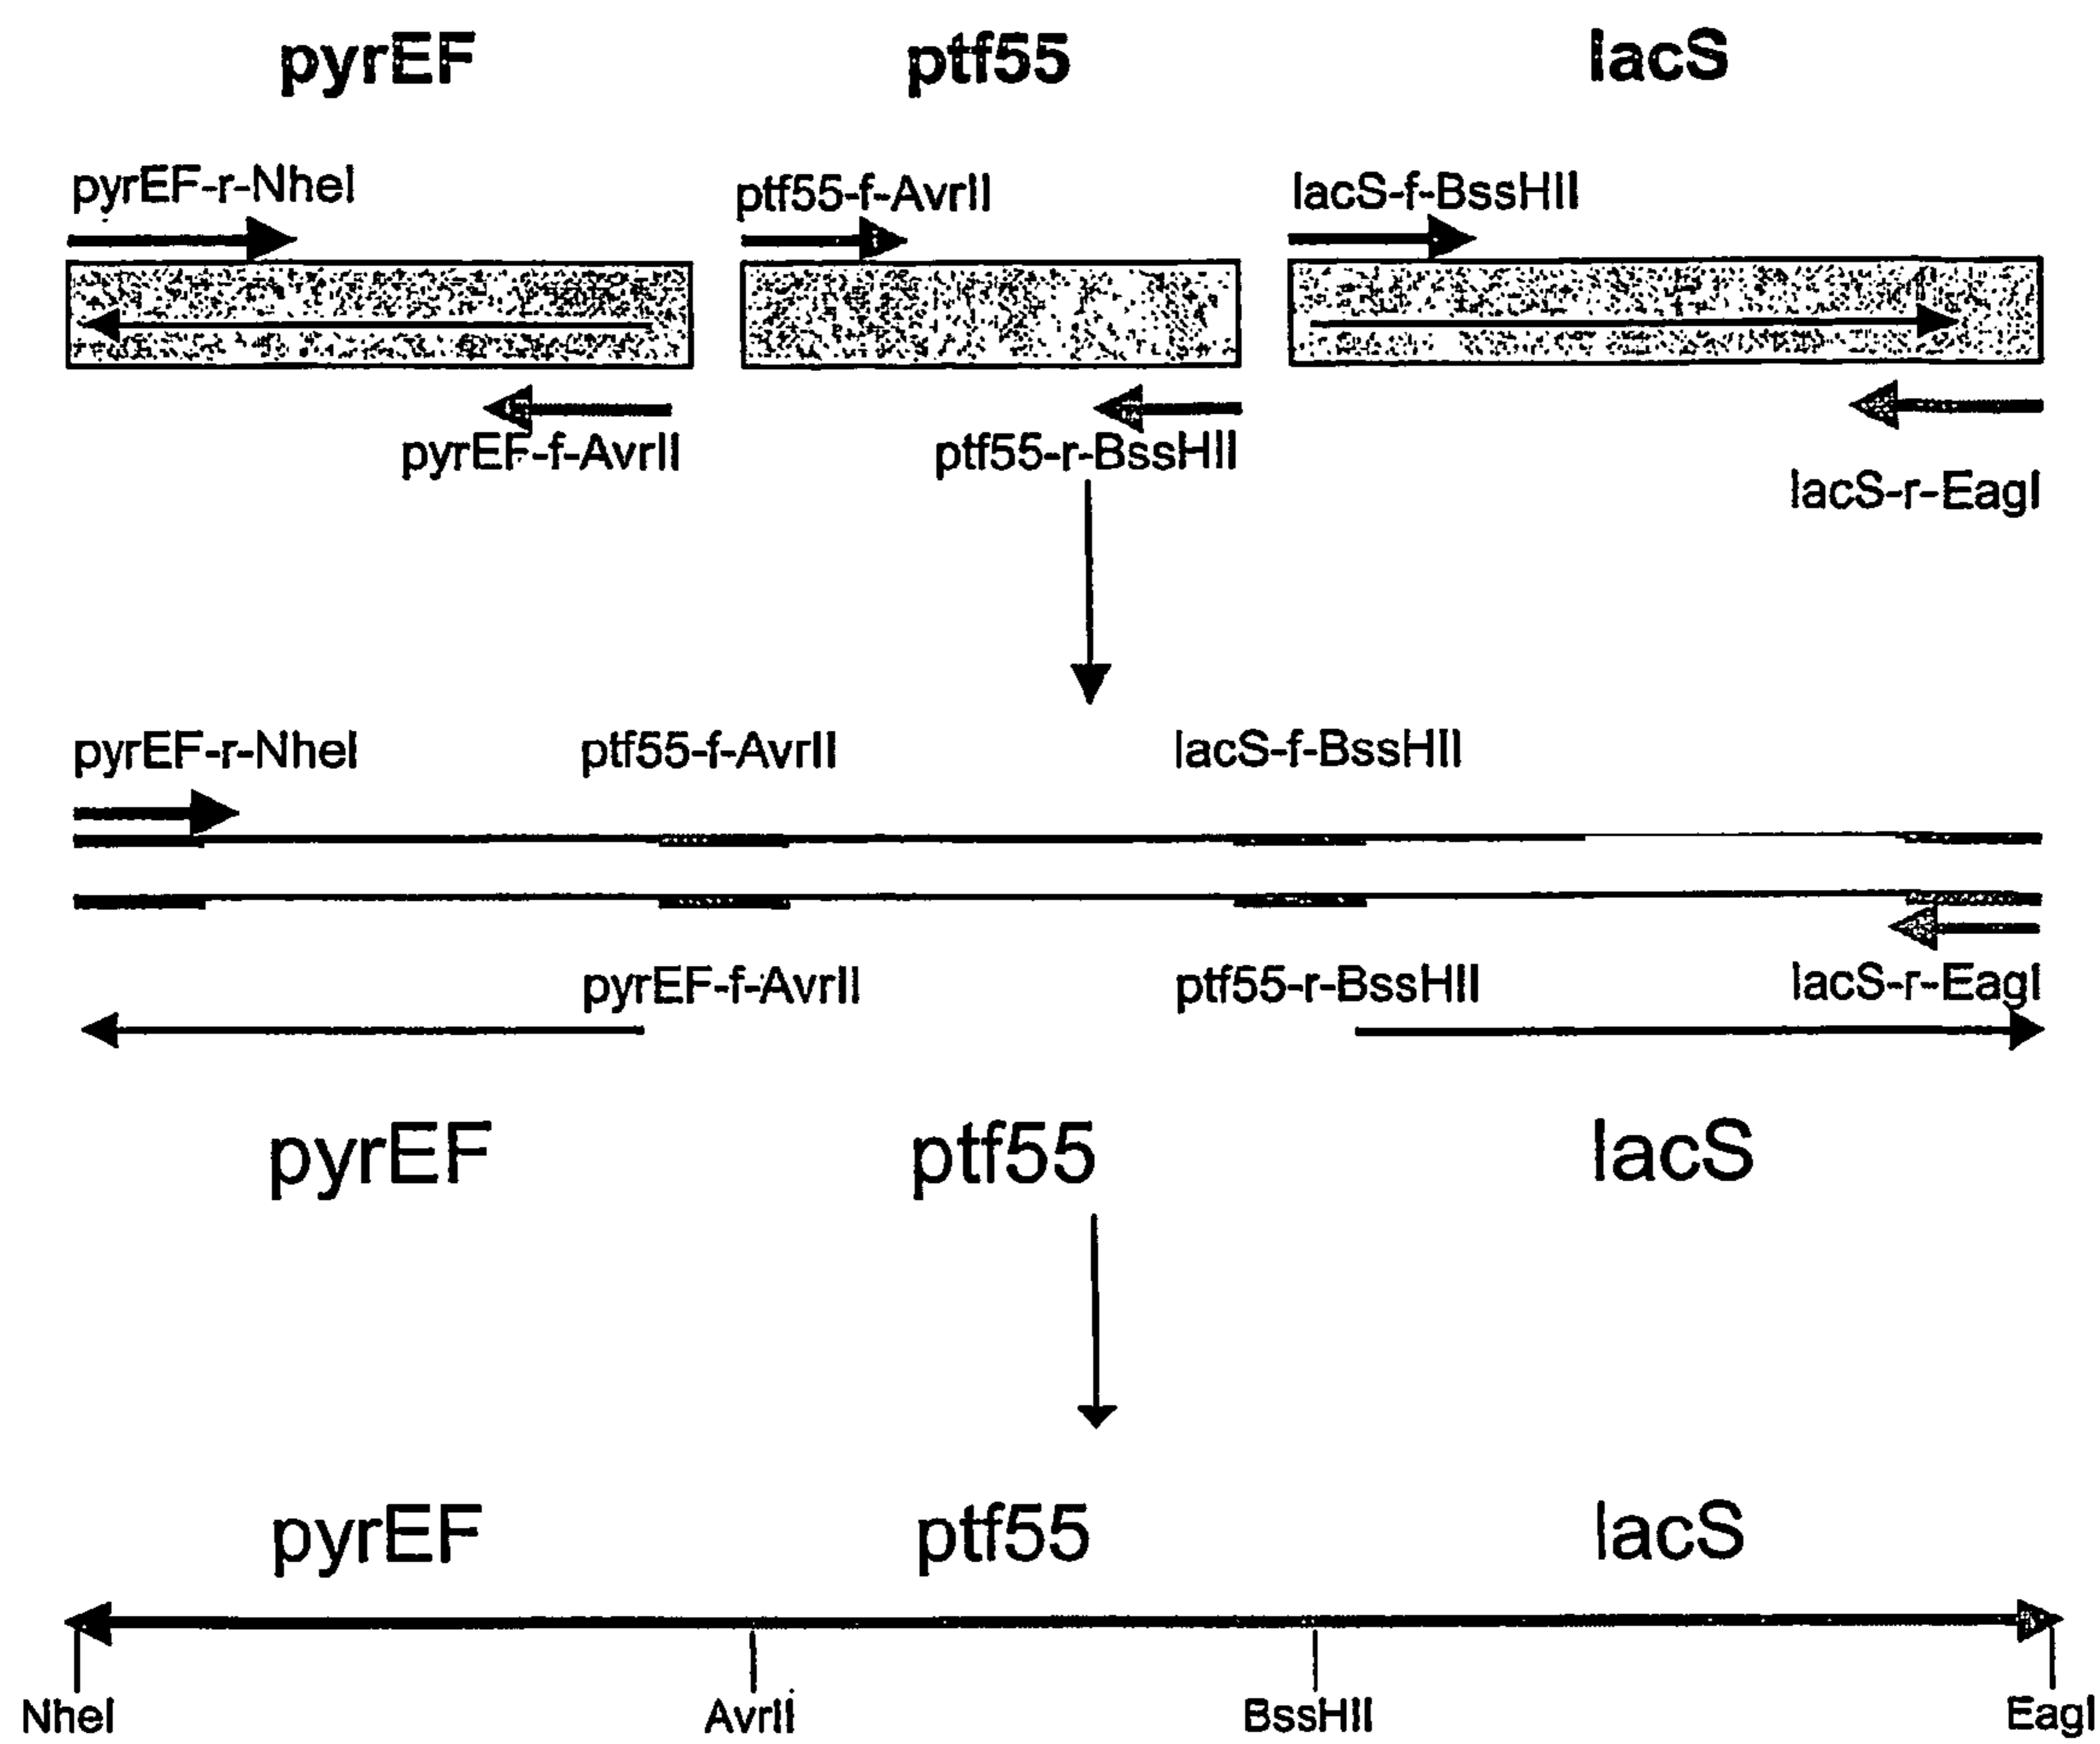 pyrEF ptf55 lacS
pyrEF-r-NheI ptf55-f-AvrII lacS-f-BssHII
pyrEF-f-AvrII ptf55-r-BssHII
lacS-r-EagI
pyrEF-r-NheI ptf55-f-AvrII lacS-f-BssHII
pyrEF-f-AvrII ptf55-r-BssHII lacS-r-EagI
pyrEF ptf55 lacS
pyrEF ptf55 lacS
NheI AvrII BssHII EagI